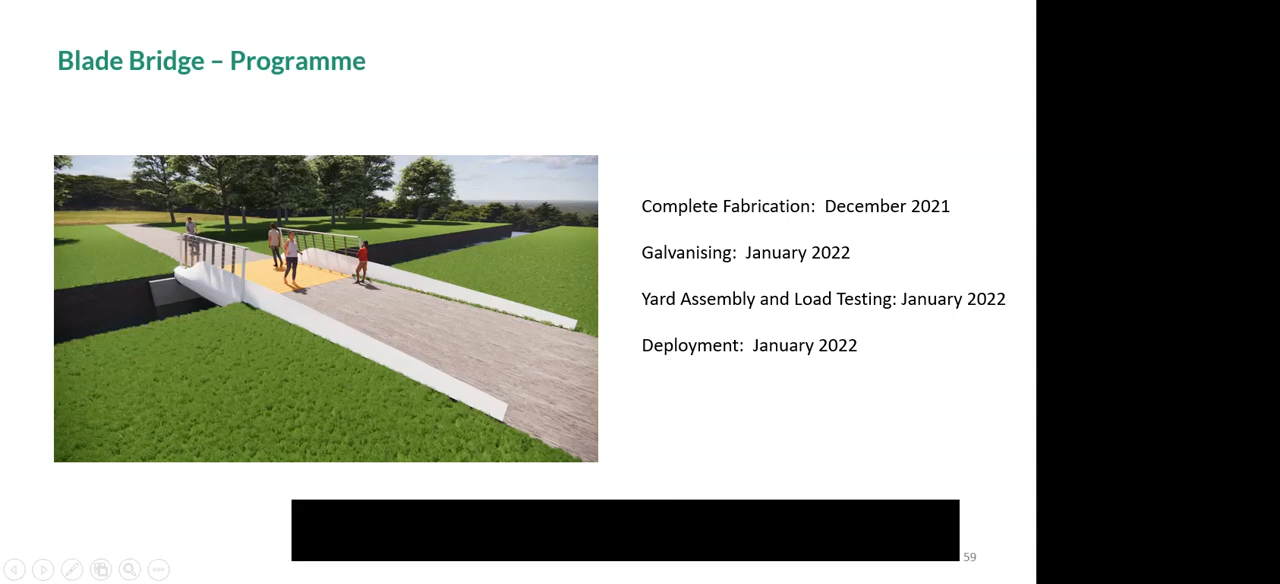 Blade Bridge – Programme
Complete Fabrication:  December 2021
Galvanising:  January 2022
Yard Assembly and Load Testing: January 2022
Deployment:  January 2022
59